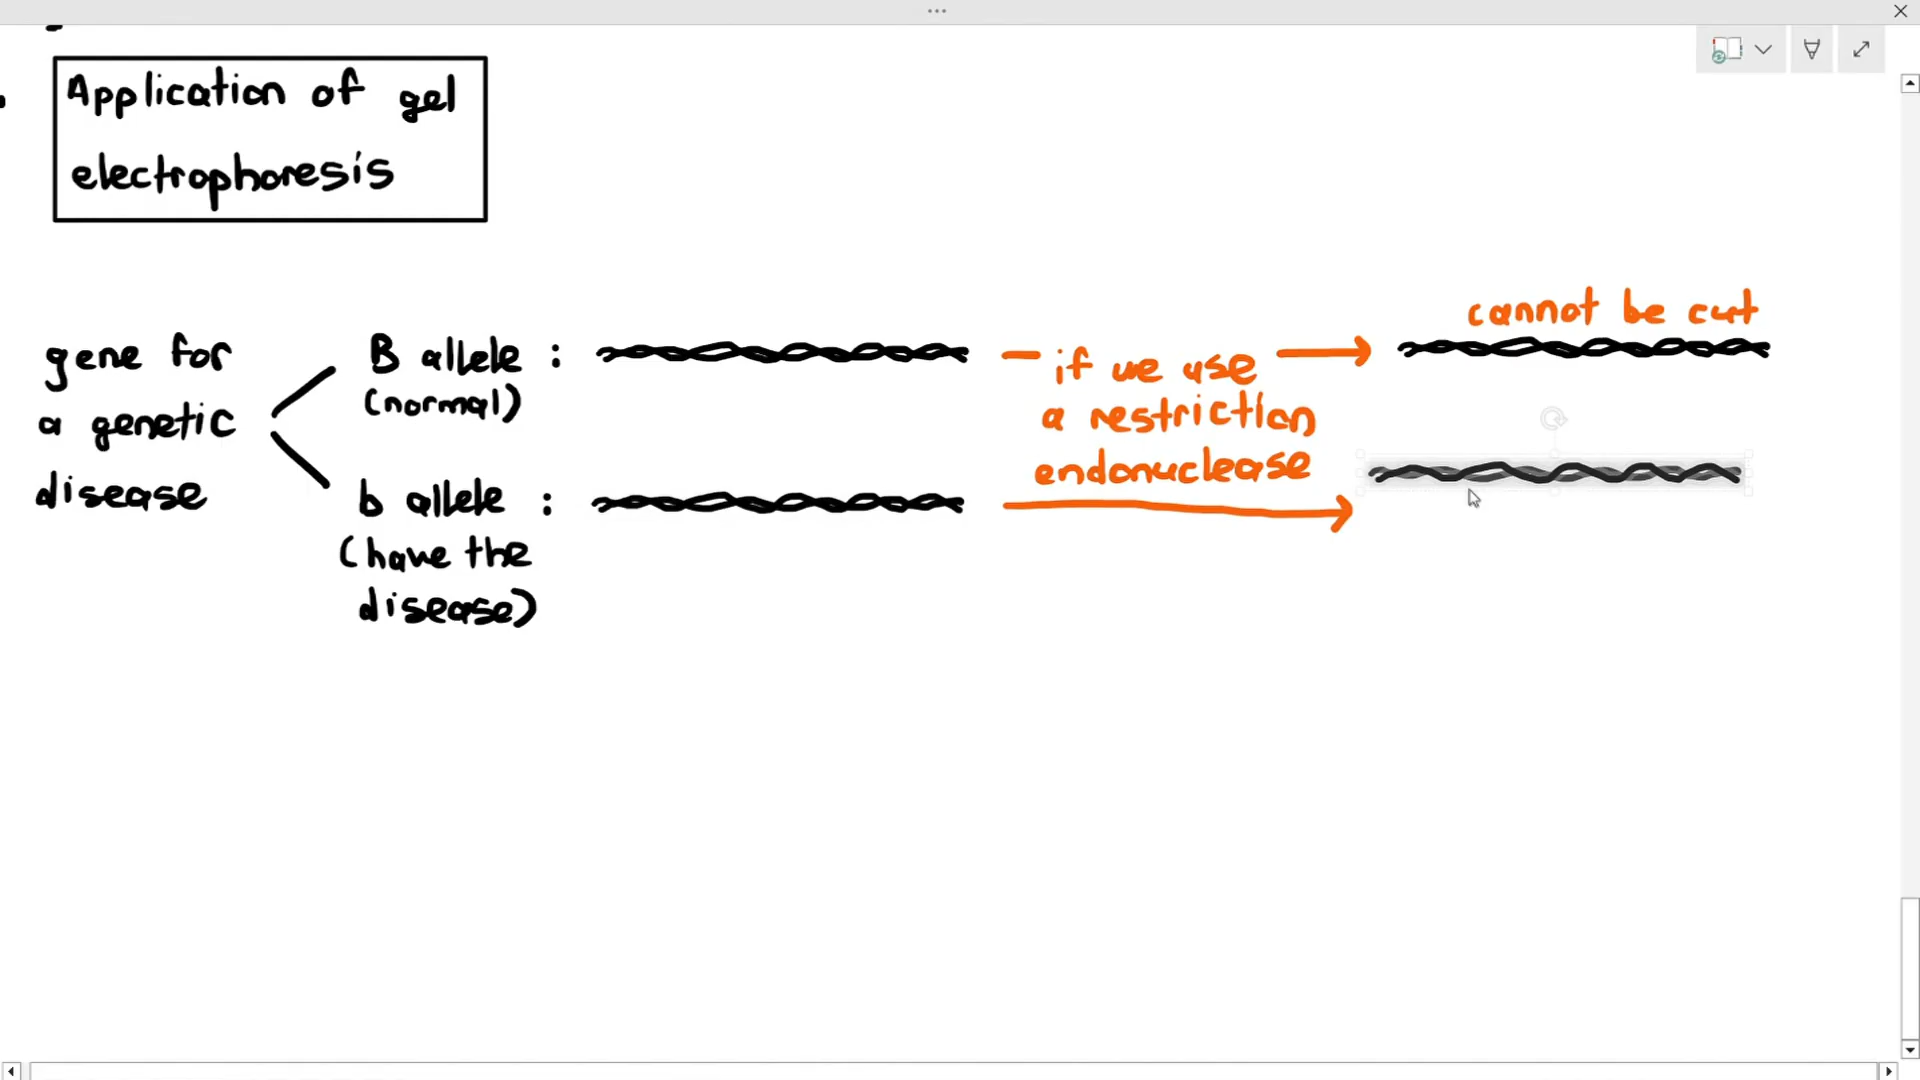 Application of gel
electrophoresis
gene for
a genetic
disease
B allele :
(normal)
b allele :
(have the
disease)
if we use
a restriction
endonuclease
cannot be cut